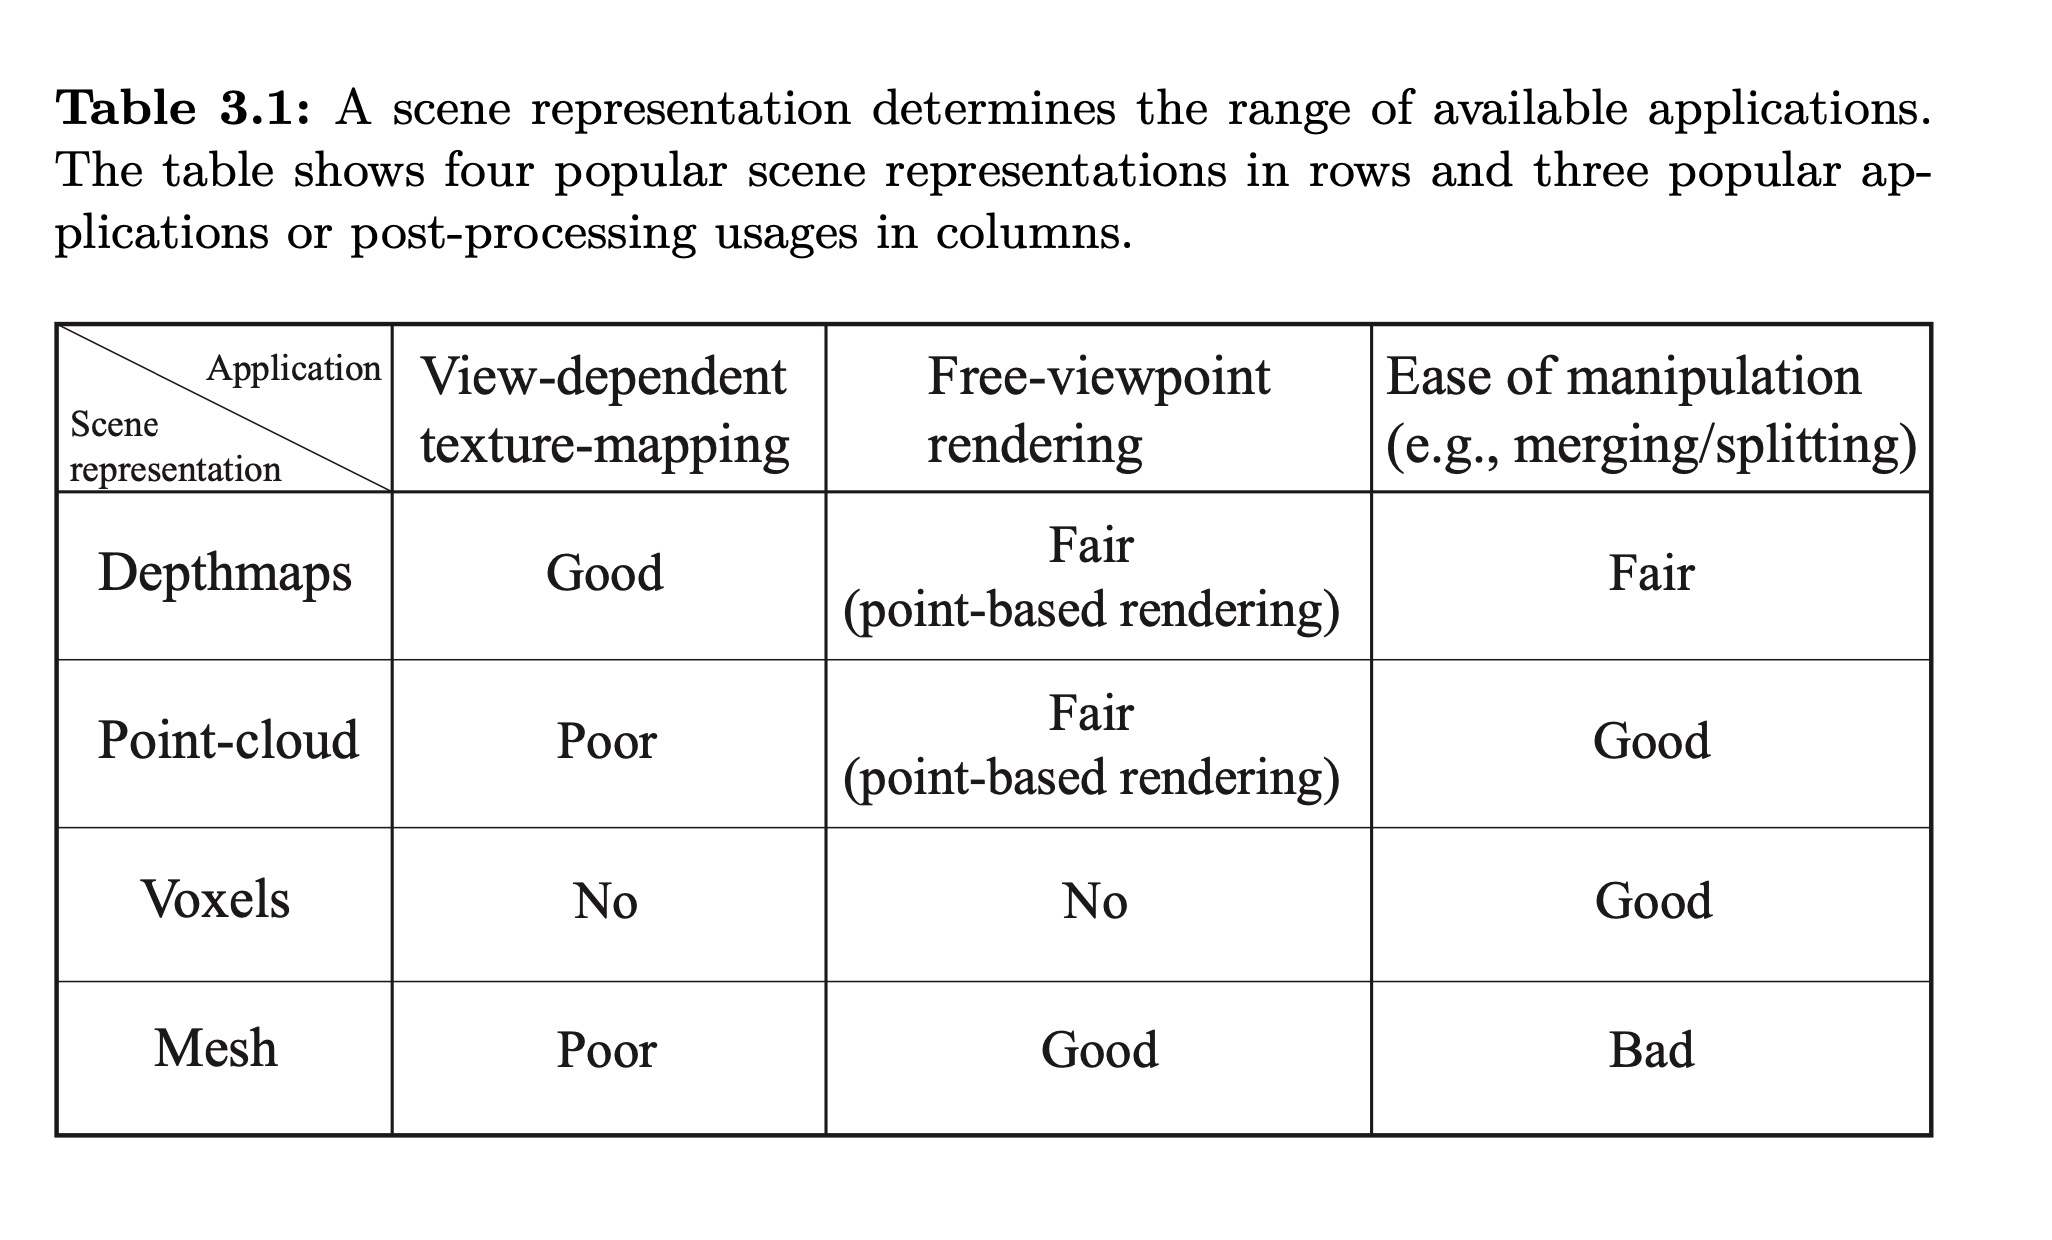 Table 3.1: A scene representation determines the range of available applications.
The table shows four popular scene representations in rows and three popular ap-
plications or post-processing usages in columns.
Application
Scene
representation
View-dependent
texture-mapping
Free-viewpoint
rendering
Ease of manipulation
(e.g., merging/splitting)
Depthmaps
Good
Fair
(point-based rendering)
Fair
Point-cloud
Poor
Fair
(point-based rendering)
Good
Voxels
No
No
Good
Mesh
Poor
Good
Bad